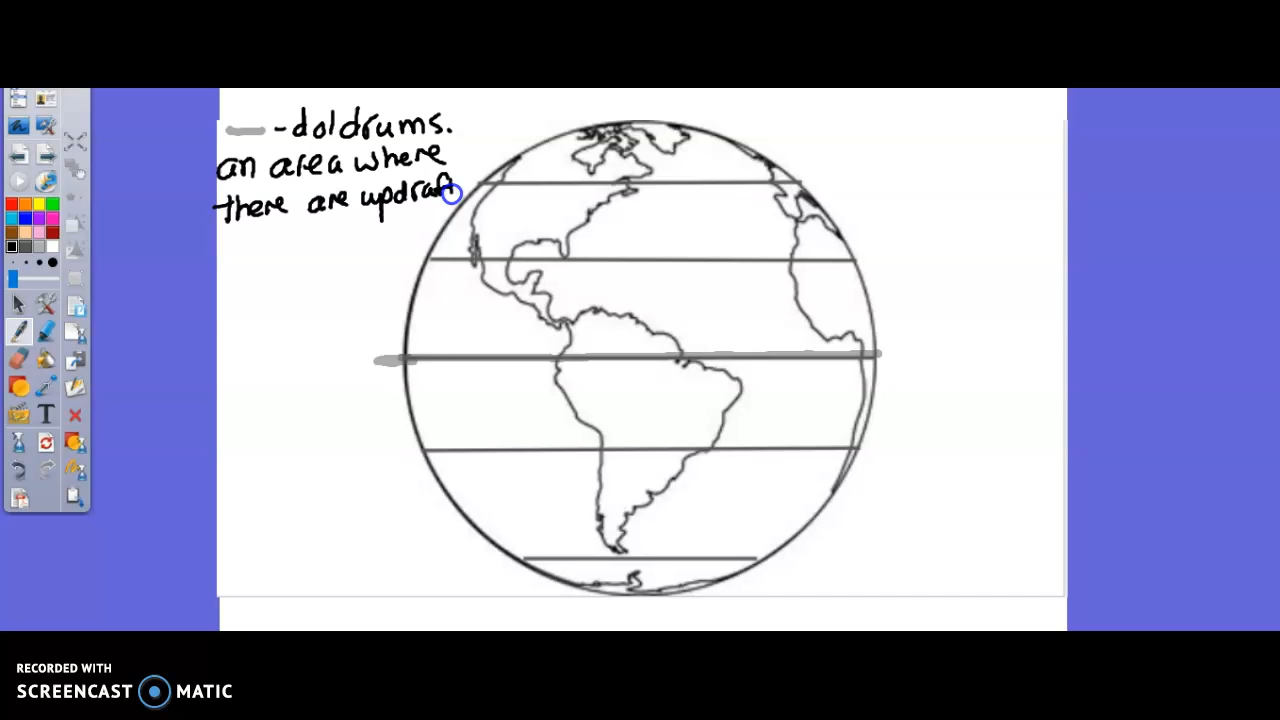 -doldrums.
an area where
there are updraft
T
RECORDED WITH
SCREENCAST MATIC